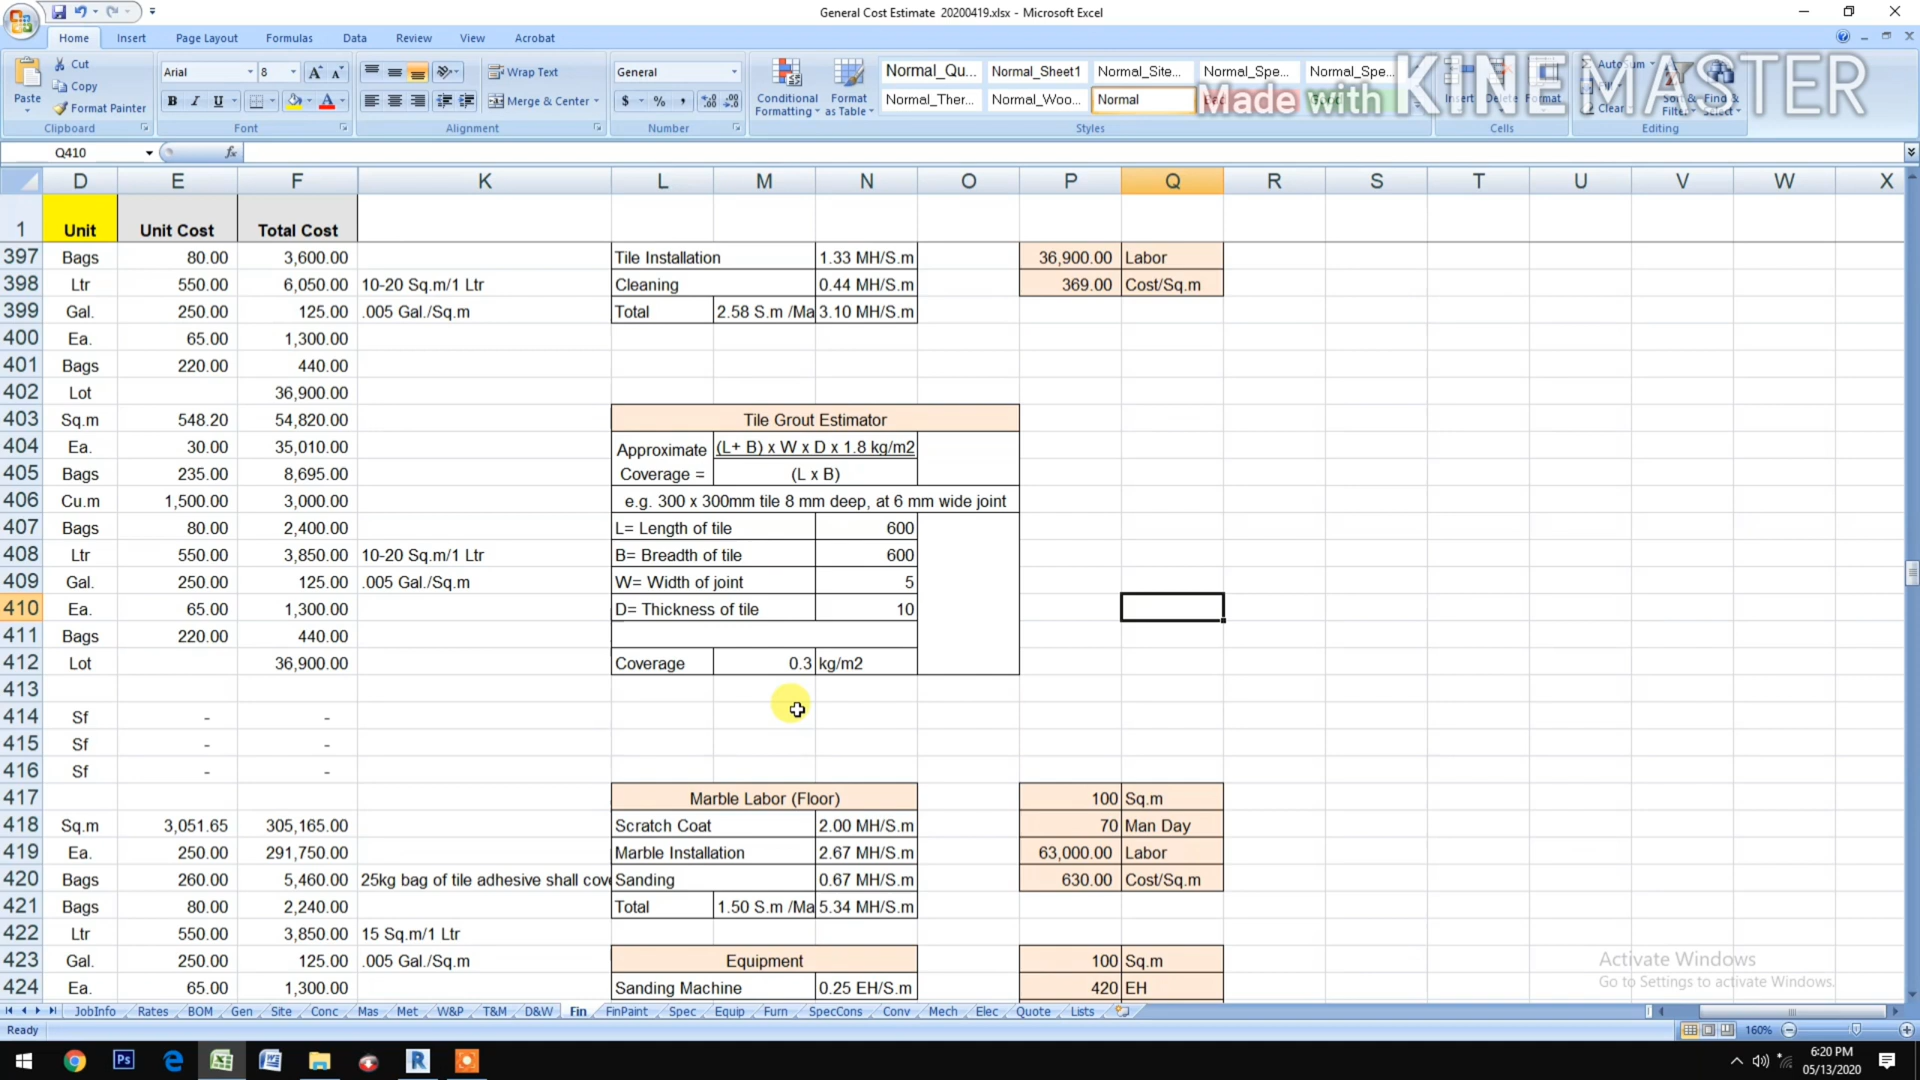 General Cost Estimate 20200419.xlsx - Microsoft Excel
Home Insert Page Layout Formulas Data Review View Acrobat
Paste Cut Copy Format Painter Clipboard
Arial 8 B I U Font
Wrap Text Merge & Center Alignment
General $ % , Number
Conditional Formatting Format as Table
Normal_Qu... Normal_Sheet1 Normal_Site... Normal_Spe... Normal_Spe...
Normal_Ther... Normal_Woo... Normal
Styles
Insert Delete Format Cells
AutoSum Fill Clear Sort & Filter Find & Select Editing
Made with KINEMASTER
Q410 fx
D E F K L M N O P Q R S T U V W X
1 Unit Unit Cost Total Cost
397 Bags 80.00 3,600.00 Tile Installation 1.33 MH/S.m 36,900.00 Labor
398 Ltr 550.00 6,050.00 10-20 Sq.m/1 Ltr Cleaning 0.44 MH/S.m 369.00 Cost/Sq.m
399 Gal. 250.00 125.00 .005 Gal./Sq.m Total 2.58 S.m /Ma 3.10 MH/S.m
400 Ea. 65.00 1,300.00
401 Bags 220.00 440.00
402 Lot 36,900.00
403 Sq.m 548.20 54,820.00 Tile Grout Estimator
404 Ea. 30.00 35,010.00 Approximate (L+ B) x W x D x 1.8 kg/m2
405 Bags 235.00 8,695.00 Coverage = (L x B)
406 Cu.m 1,500.00 3,000.00 e.g. 300 x 300mm tile 8 mm deep, at 6 mm wide joint
407 Bags 80.00 2,400.00 L= Length of tile 600
408 Ltr 550.00 3,850.00 10-20 Sq.m/1 Ltr B= Breadth of tile 600
409 Gal. 250.00 125.00 .005 Gal./Sq.m W= Width of joint 5
410 Ea. 65.00 1,300.00 D= Thickness of tile 10
411 Bags 220.00 440.00
412 Lot 36,900.00 Coverage 0.3 kg/m2
413
414 Sf - -
415 Sf - -
416 Sf - -
417 Marble Labor (Floor) 100 Sq.m
418 Sq.m 3,051.65 305,165.00 Scratch Coat 2.00 MH/S.m 70 Man Day
419 Ea. 250.00 291,750.00 Marble Installation 2.67 MH/S.m 63,000.00 Labor
420 Bags 260.00 5,460.00 25kg bag of tile adhesive shall cov Sanding 0.67 MH/S.m 630.00 Cost/Sq.m
421 Bags 80.00 2,240.00 Total 1.50 S.m /Ma 5.34 MH/S.m
422 Ltr 550.00 3,850.00 15 Sq.m/1 Ltr
423 Gal. 250.00 125.00 .005 Gal./Sq.m Equipment 100 Sq.m
424 Ea. 65.00 1,300.00 Sanding Machine 0.25 EH/S.m 420 EH
Activate Windows
Go to Settings to activate Windows.
JobInfo Rates BOM Gen Site Conc Mas Met W&P T&M D&W Fin FinPaint Spec Equip Furn SpecCons Conv Mech Elec Quote Lists
Ready 160%
6:20 PM
05/13/2020